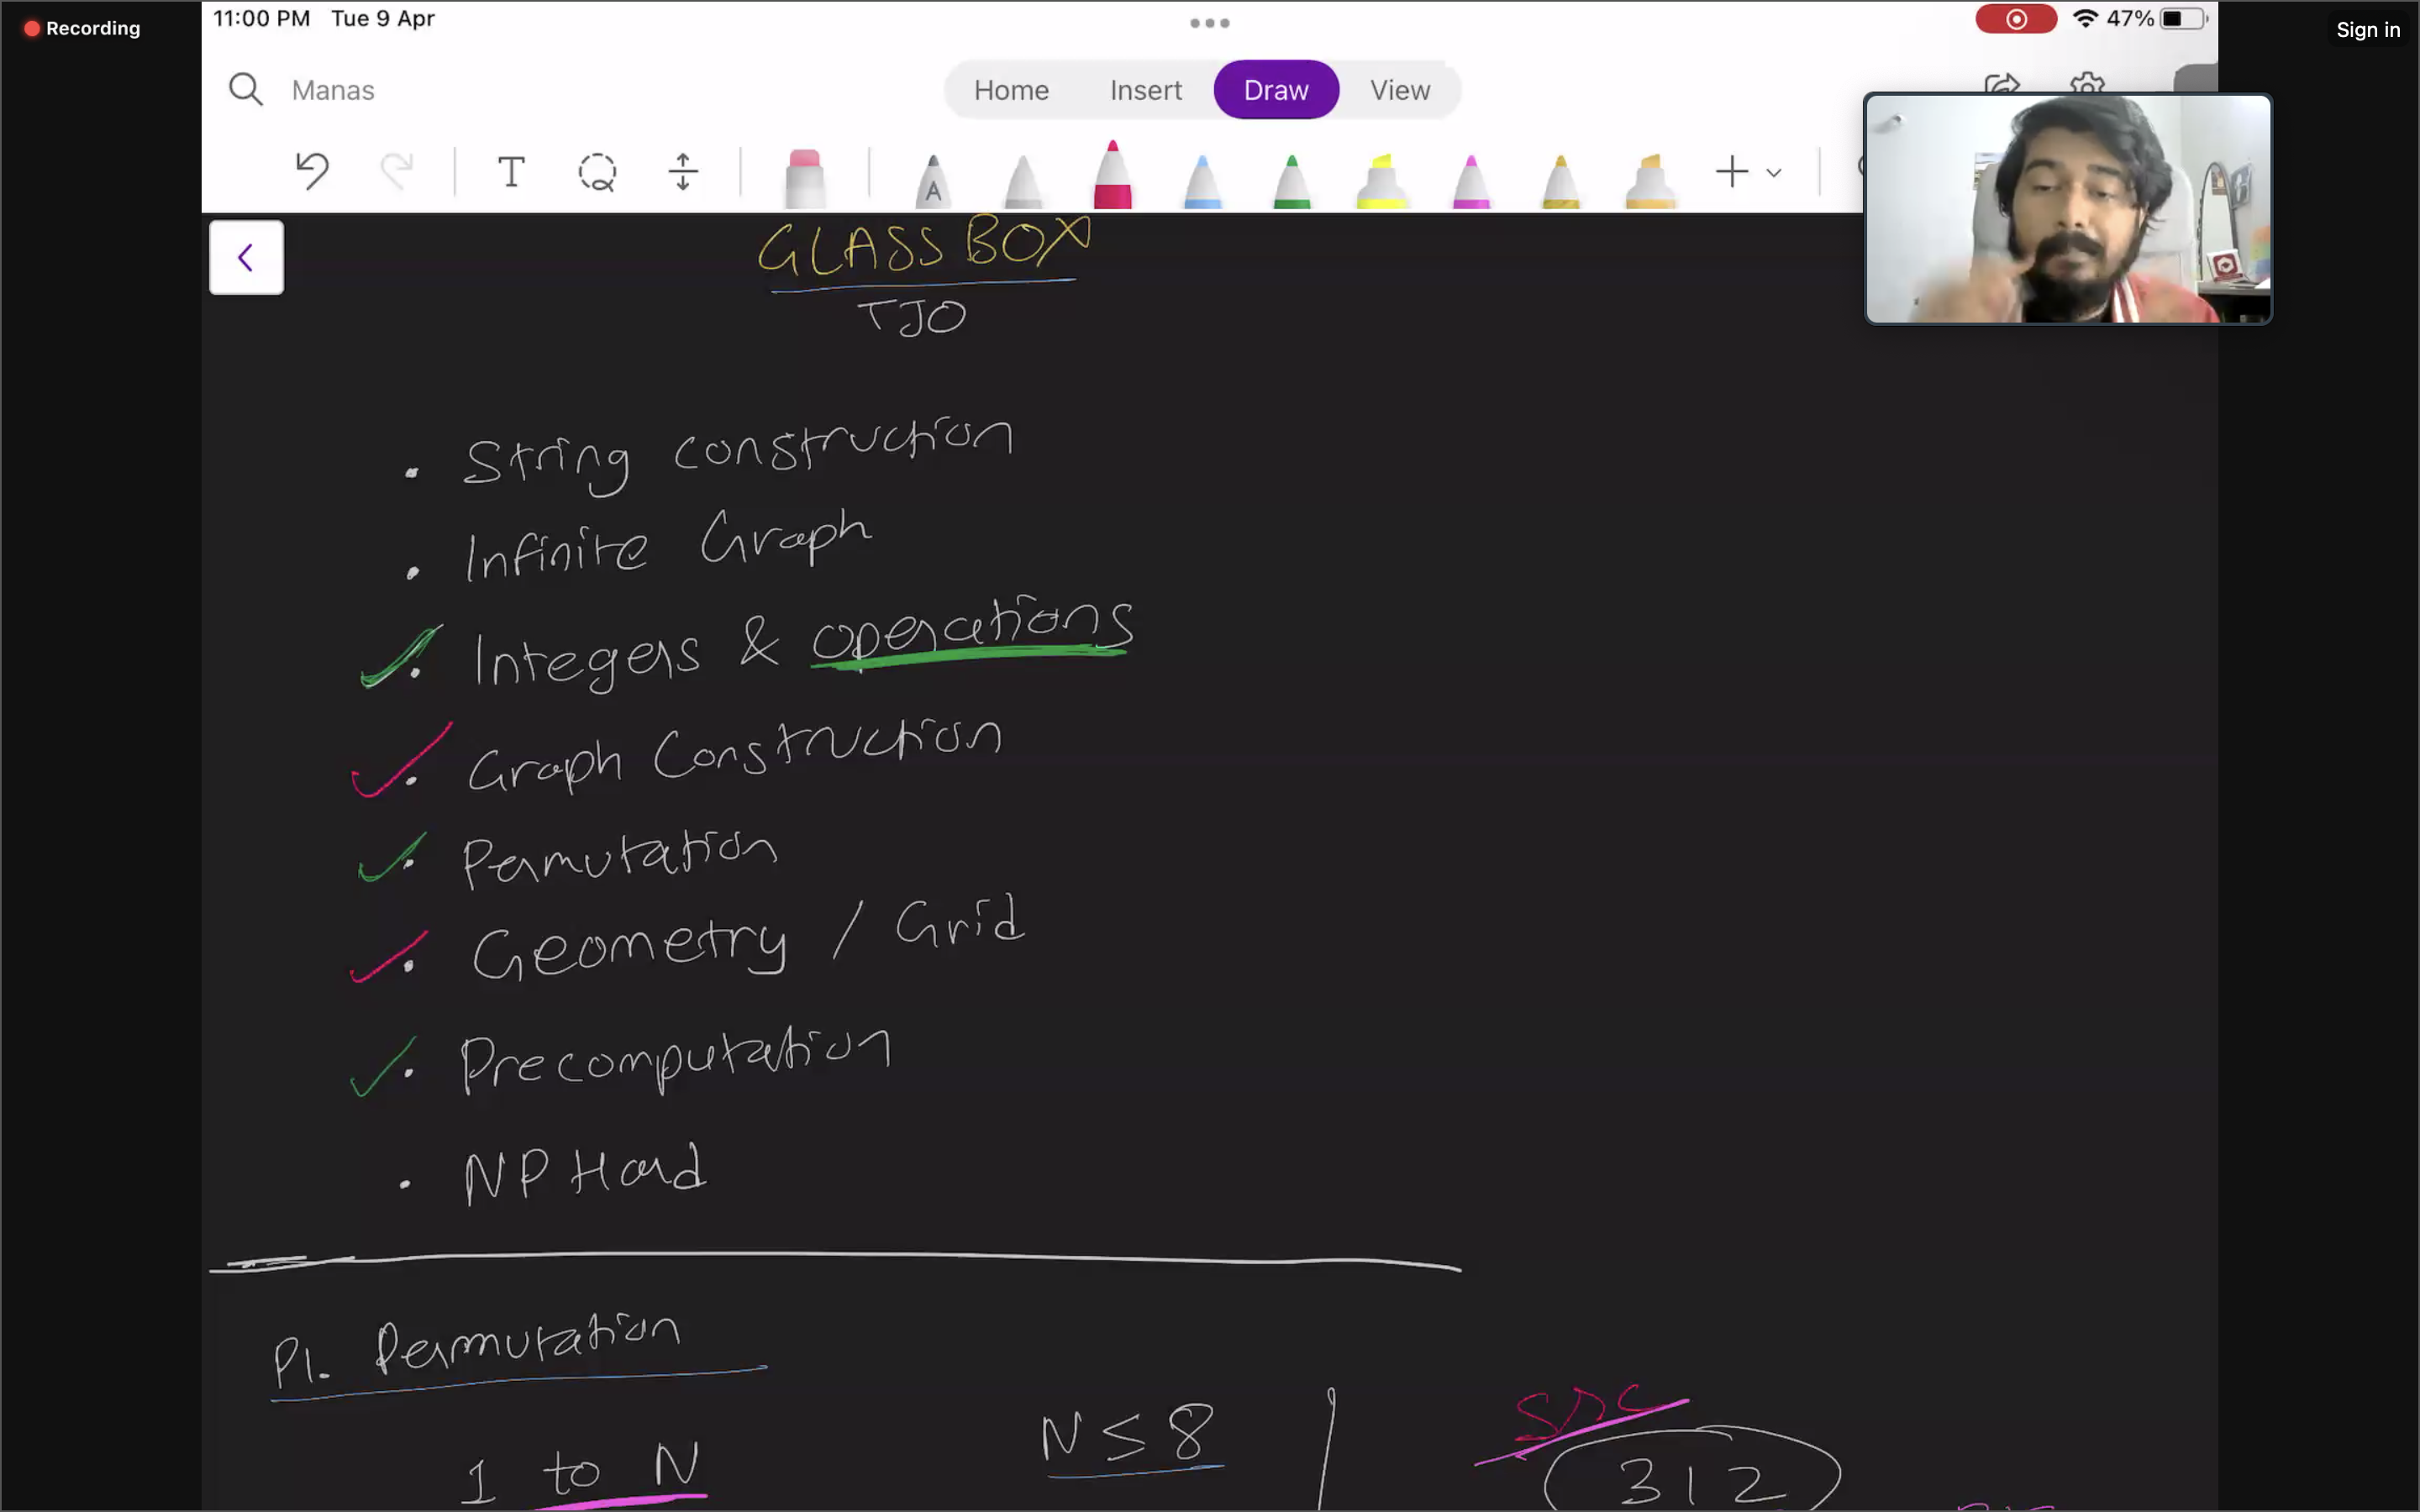 Recording
11:00 PM Tue 9 Apr
47%
Sign in
Manas
Home Insert Draw View
T
A
GLASS BOX
TJO
• String construction
• Infinite Graph
• Integers & operations
• Graph Construction
• Permutation
• Geometry / Grid
• Precomputation
• NP Hard
P1. Permutation
1 to N
N ≤ 8
src
312